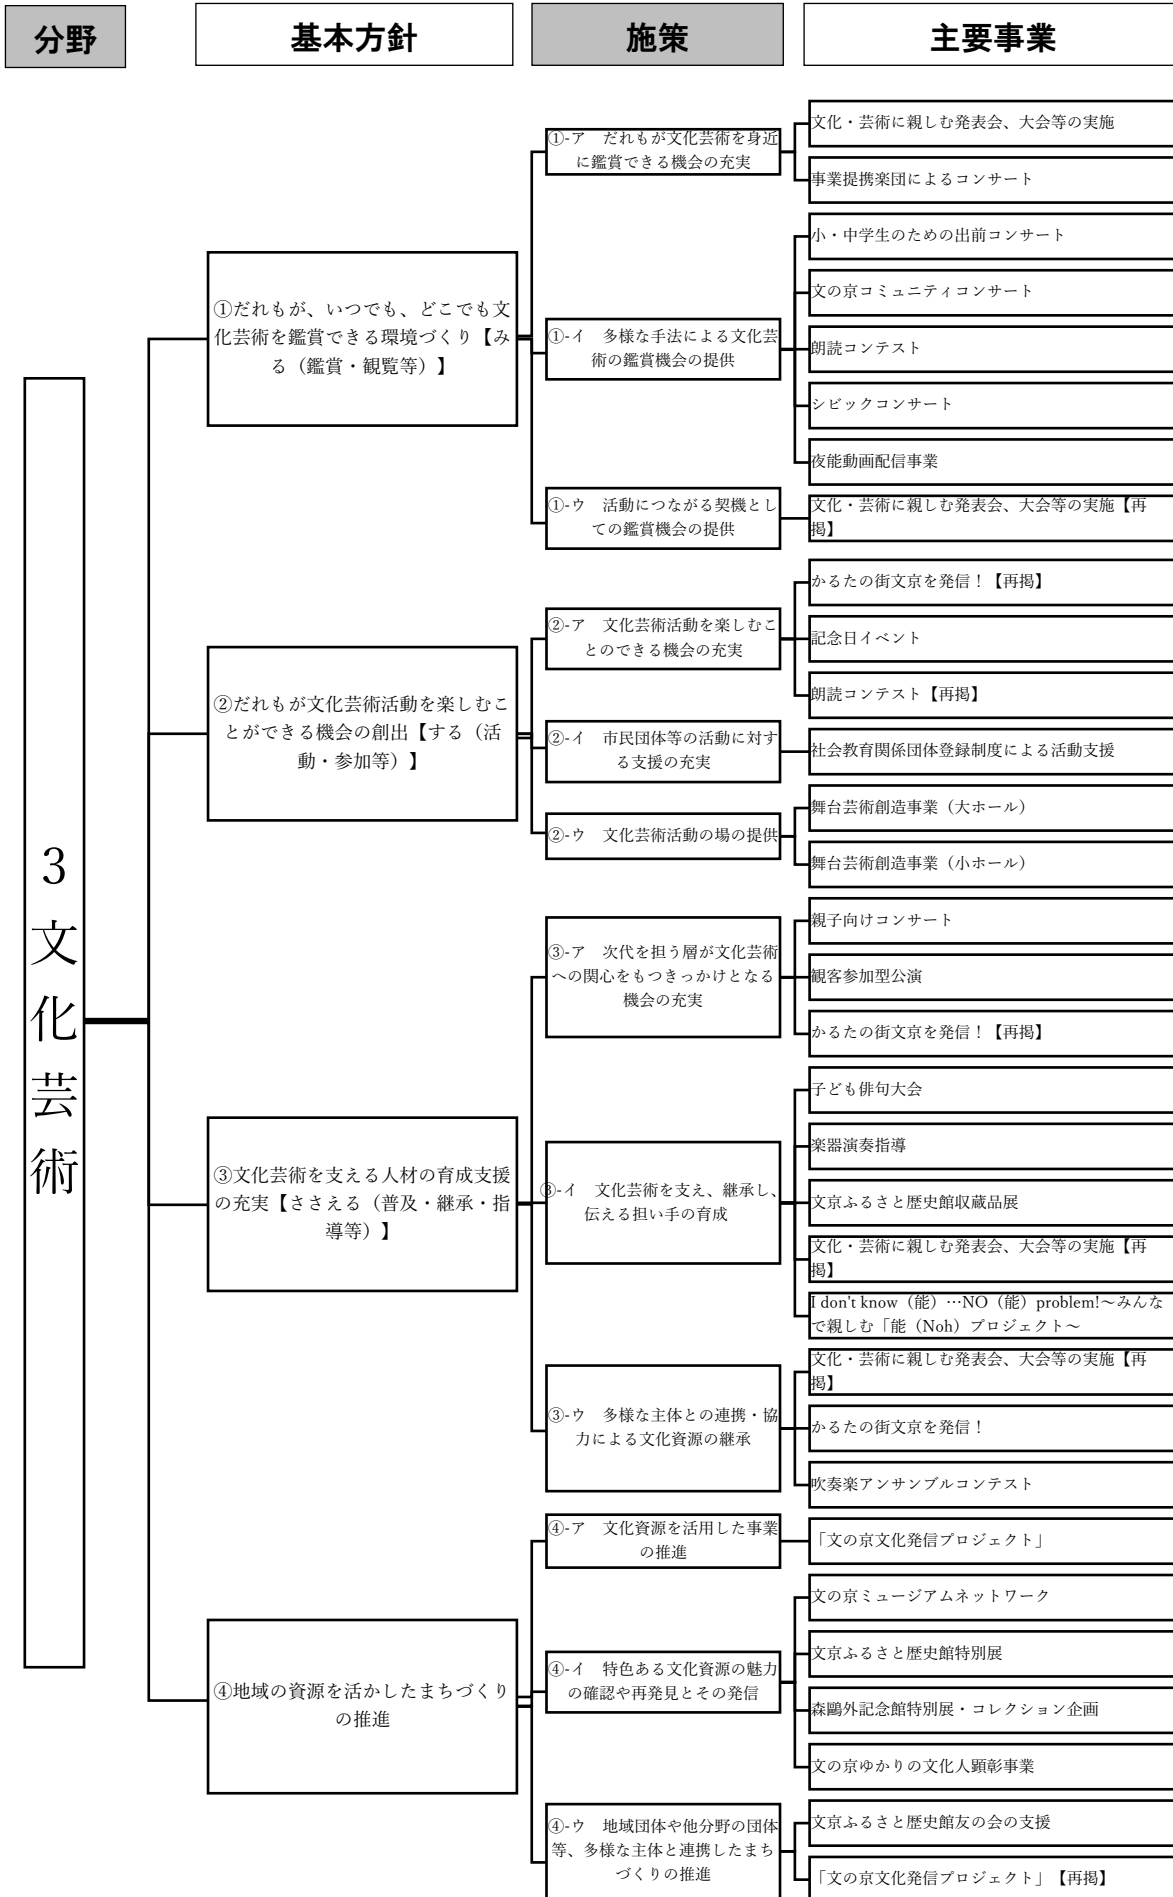 分野
基本方針
施策
主要事業
3
文
化
芸
術
①だれもが、いつでも、どこでも文
化芸術を鑑賞できる環境づくり【み
る（鑑賞・観覧等）】
①-ア　だれもが文化芸術を身近
に鑑賞できる機会の充実
文化・芸術に親しむ発表会、大会等の実施
事業提携楽団によるコンサート
①-イ　多様な手法による文化芸
術の鑑賞機会の提供
小・中学生のための出前コンサート
文の京コミュニティコンサート
朗読コンテスト
シビックコンサート
夜能動画配信事業
①-ウ　活動につながる契機とし
ての鑑賞機会の提供
文化・芸術に親しむ発表会、大会等の実施【再
掲】
②だれもが文化芸術活動を楽しむこ
とができる機会の創出【する（活
動・参加等）】
②-ア　文化芸術活動を楽しむこ
とのできる機会の充実
かるたの街文京を発信！【再掲】
記念日イベント
朗読コンテスト【再掲】
②-イ　市民団体等の活動に対す
る支援の充実
社会教育関係団体登録制度による活動支援
②-ウ　文化芸術活動の場の提供
舞台芸術創造事業（大ホール）
舞台芸術創造事業（小ホール）
③文化芸術を支える人材の育成支援
の充実【ささえる（普及・継承・指
導等）】
③-ア　次代を担う層が文化芸術
への関心をもつきっかけとなる
機会の充実
親子向けコンサート
観客参加型公演
かるたの街文京を発信！【再掲】
③-イ　文化芸術を支え、継承し、
伝える担い手の育成
子ども俳句大会
楽器演奏指導
文京ふるさと歴史館収蔵品展
文化・芸術に親しむ発表会、大会等の実施【再
掲】
I don't know（能）…NO（能）problem!～みんな
で親しむ「能（Noh）プロジェクト～
③-ウ　多様な主体との連携・協
力による文化資源の継承
文化・芸術に親しむ発表会、大会等の実施【再
掲】
かるたの街文京を発信！
吹奏楽アンサンブルコンテスト
④地域の資源を活かしたまちづくり
の推進
④-ア　文化資源を活用した事業
の推進
「文の京文化発信プロジェクト」
④-イ　特色ある文化資源の魅力
の確認や再発見とその発信
文の京ミュージアムネットワーク
文京ふるさと歴史館特別展
森鷗外記念館特別展・コレクション企画
文の京ゆかりの文化人顕彰事業
④-ウ　地域団体や他分野の団体
等、多様な主体と連携したまち
づくりの推進
文京ふるさと歴史館友の会の支援
「文の京文化発信プロジェクト」【再掲】